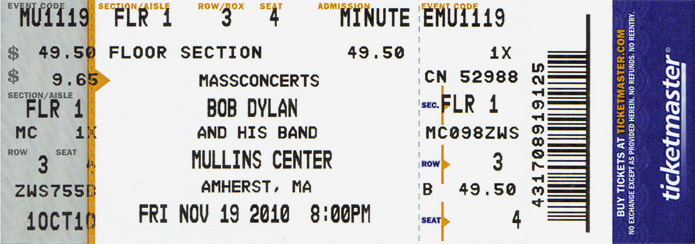 EVENT CODE
MU1119
$ 49.50
$ 9.65
SECTION/AISLE
FLR 1
MC 1X
ROW SEAT
3 4
ZWS755D
10CT10
SECTION/AISLE ROW/BOX SEAT ADMISSION
FLR 10 3 4 MINUTE
FLOOR SECTION 49.50
MASSCONCERTS
BOB DYLAN
AND HIS BAND
MULLINS CENTER
AMHERST, MA
FRI NOV 19 2010 8:00PM
EVENT CODE
EMU1119
1X
CN 52988
SEC. FLR 1
MC098ZWS
ROW 3
B 49.50
SEAT 4
431708919125
BUY TICKETS AT TICKETMASTER.COM
NO EXCHANGE EXCEPT AS PROVIDED HEREIN, NO REFUNDS. NO REENTRY.
ticketmaster